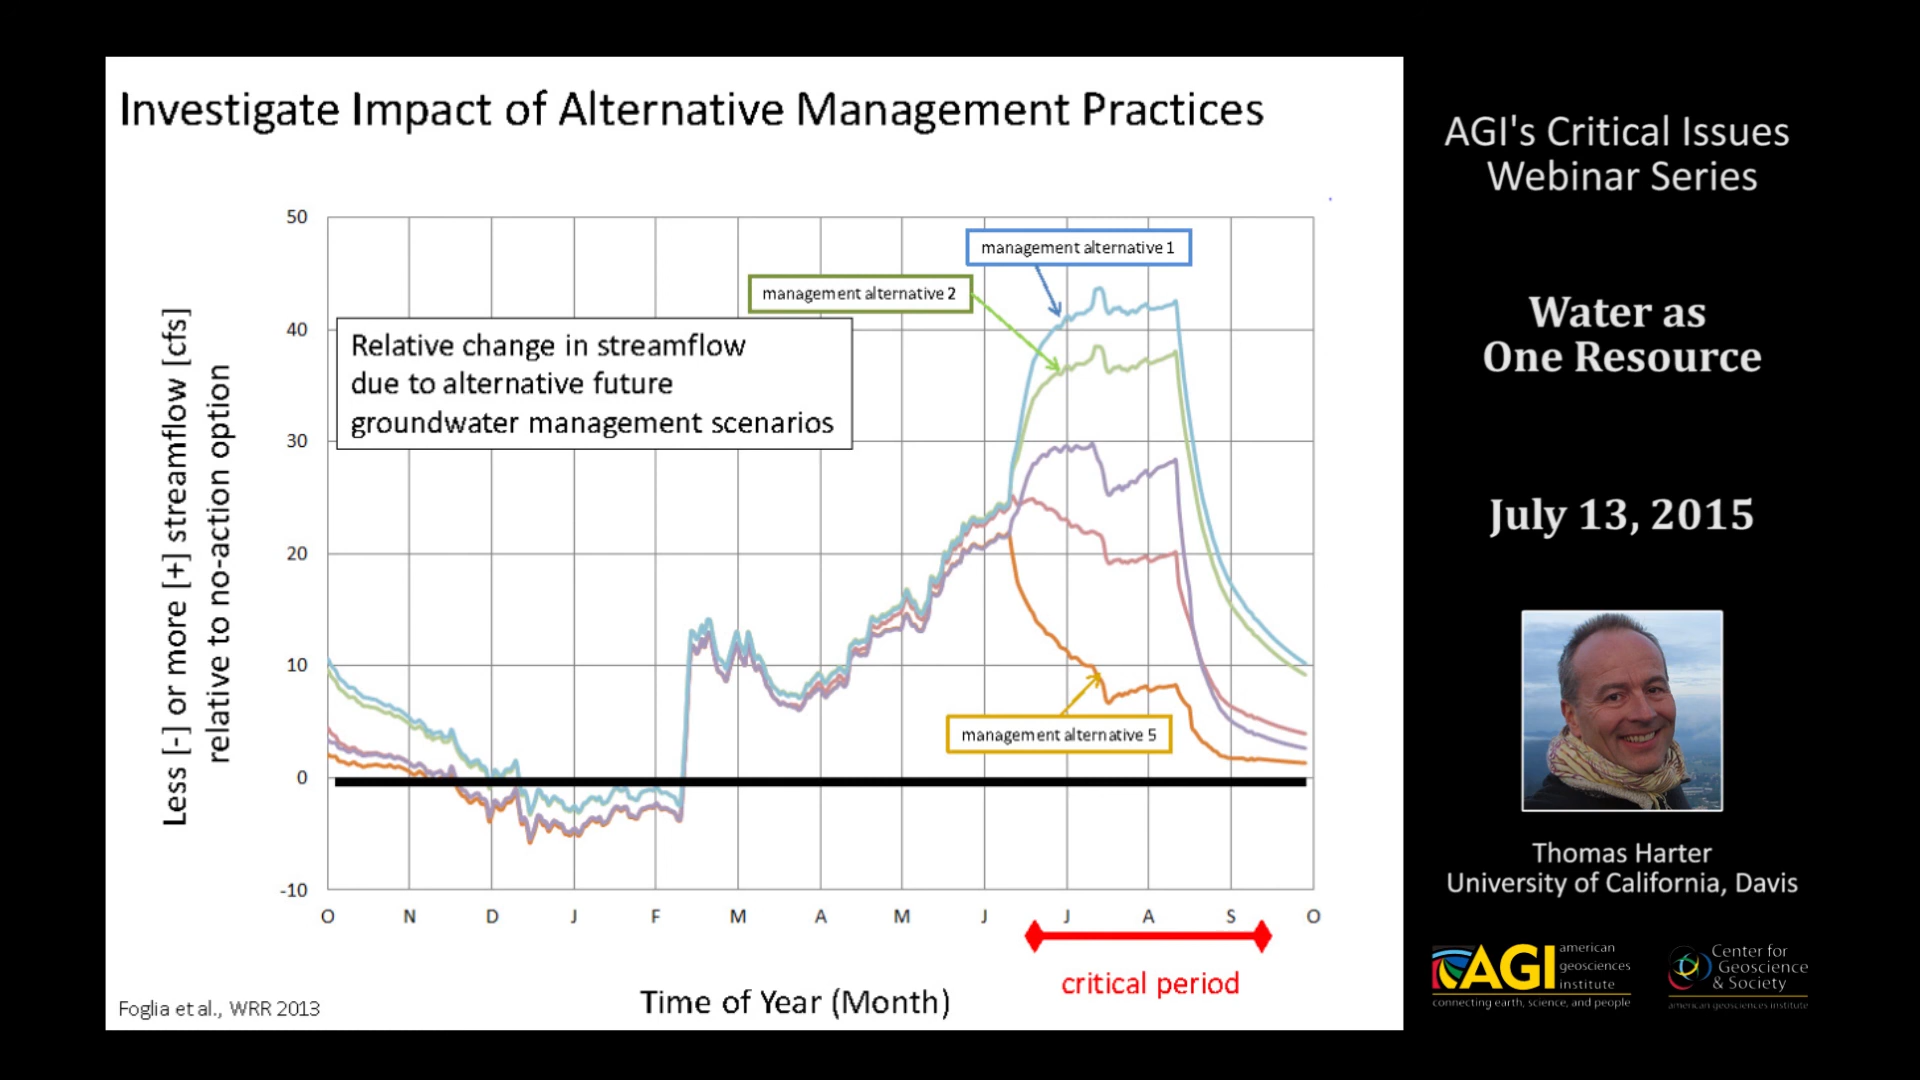 Investigate Impact of Alternative Management Practices
Less [-] or more [+] streamflow [cfs]
relative to no-action option
50
40
30
20
10
0
-10
management alternative 1
management alternative 2
Relative change in streamflow
due to alternative future
groundwater management scenarios
management alternative 5
O N D J F M A M J J A S O
critical period
Time of Year (Month)
Foglia et al., WRR 2013
AGI's Critical Issues
Webinar Series
Water as
One Resource
July 13, 2015
Thomas Harter
University of California, Davis
AGI
american
geosciences
institute
connecting earth, science, and people
Center for
Geoscience
& Society
american geosciences institute